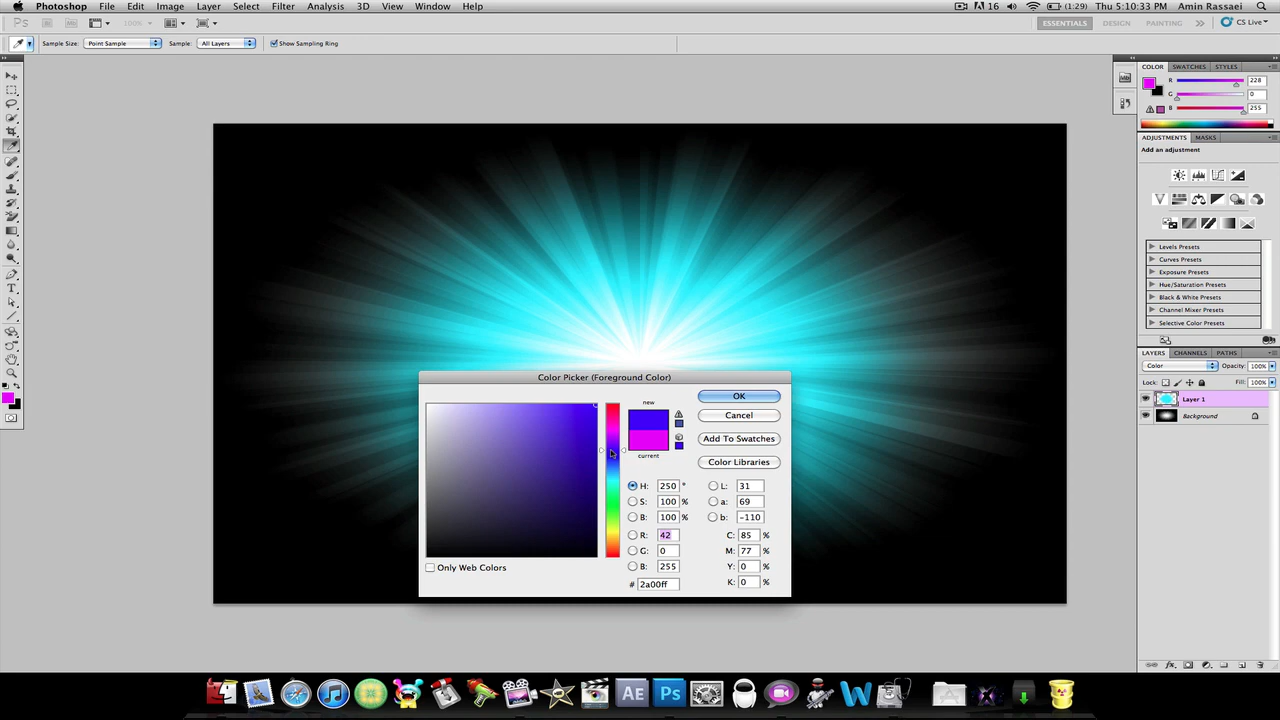 Photoshop File Edit Image Layer Select Filter Analysis 3D View Window Help 16 (1:29) Thu 5:10:33 PM Amin Rassaei
Ps 100% ESSENTIALS DESIGN PAINTING CS Live
Sample Size: Point Sample Sample: All Layers Show Sampling Ring
COLOR SWATCHES STYLES
R 228
G 0
B 255
ADJUSTMENTS MASKS
Add an adjustment
Levels Presets
Curves Presets
Exposure Presets
Hue/Saturation Presets
Black & White Presets
Channel Mixer Presets
Selective Color Presets
LAYERS CHANNELS PATHS
Color Opacity: 100%
Lock: Fill: 100%
Layer 1
Background
Color Picker (Foreground Color)
new
current
OK
Cancel
Add To Swatches
Color Libraries
H: 250 °
S: 100 %
B: 100 %
R: 42
G: 0
B: 255
# 2a00ff
L: 31
a: 69
b: -110
C: 85 %
M: 77 %
Y: 0 %
K: 0 %
Only Web Colors
T
AE Ps W